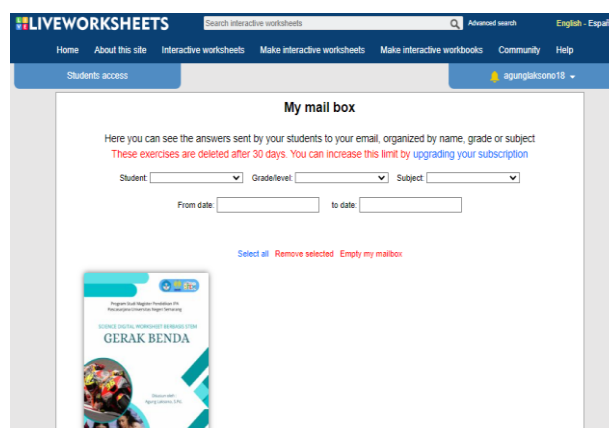 LIVEWORKSHEETS
Search interactive worksheets
Advanced search
English - Españ
Home About this site Interactive worksheets Make interactive worksheets Make interactive workbooks Community Help
Students access
agunglaksono18
My mail box
Here you can see the answers sent by your students to your email, organized by name, grade or subject
These exercises are deleted after 30 days. You can increase this limit by upgrading your subscription
Student: Grade/level: Subject:
From date: to date:
Select all Remove selected Empty my mailbox
Program Studi Magister Pendidikan IPA
Pascasarjana Universitas Negeri Semarang
SCIENCE DIGITAL WORKSHEET BERBASIS STEM
GERAK BENDA
Disusun oleh :
Agung Laksono, S.Pd.